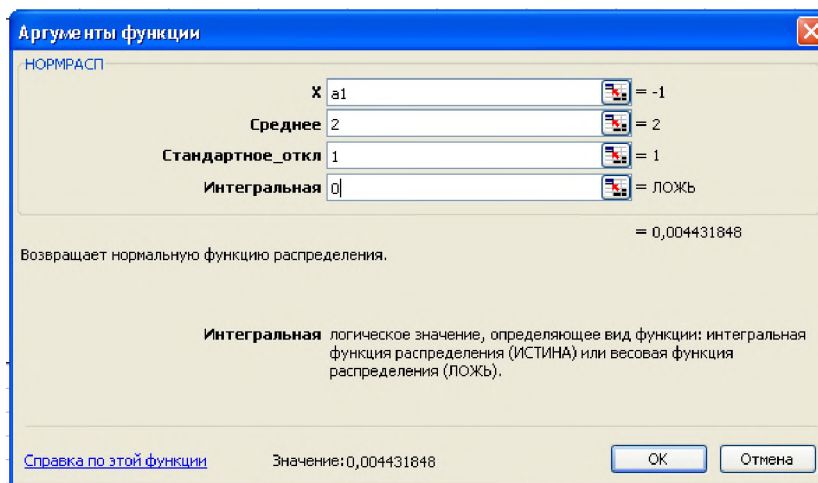 Аргументы функции
НОРМРАСП
X a1 = -1
Среднее 2 = 2
Стандартное_откл 1 = 1
Интегральная 0 = ЛОЖЬ
= 0,004431848
Возвращает нормальную функцию распределения.
Интегральная логическое значение, определяющее вид функции: интегральная
функция распределения (ИСТИНА) или весовая функция
распределения (ЛОЖЬ).
Справка по этой функции Значение:0,004431848 OK Отмена